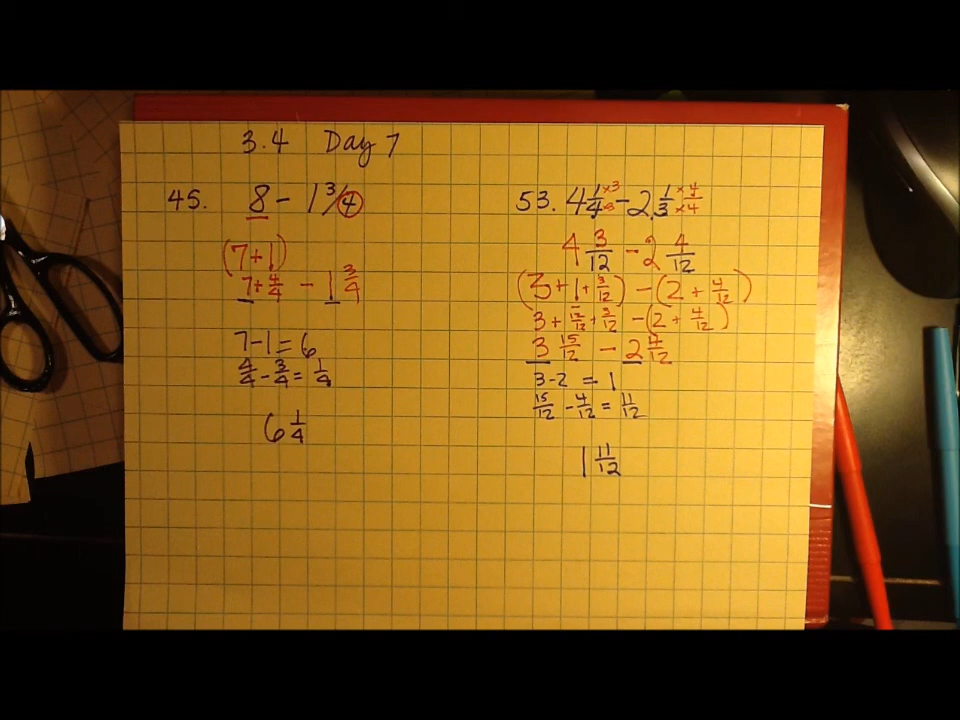 3.4 Day 7
45. 8 - 1 3/4
(7+1)
7 + 4/4 - 1 3/4
7-1 = 6
4/4 - 3/4 = 1/4
6 1/4
53. 4 1/4 ×3 ×3 - 2 1/3 ×4 ×4
4 3/12 - 2 4/12
(3 + 1 + 3/12) - (2 + 4/12)
3 + 12/12 + 3/12 - (2 + 4/12)
3 15/12 - 2 4/12
3-2 = 1
15/12 - 4/12 = 11/12
1 11/12